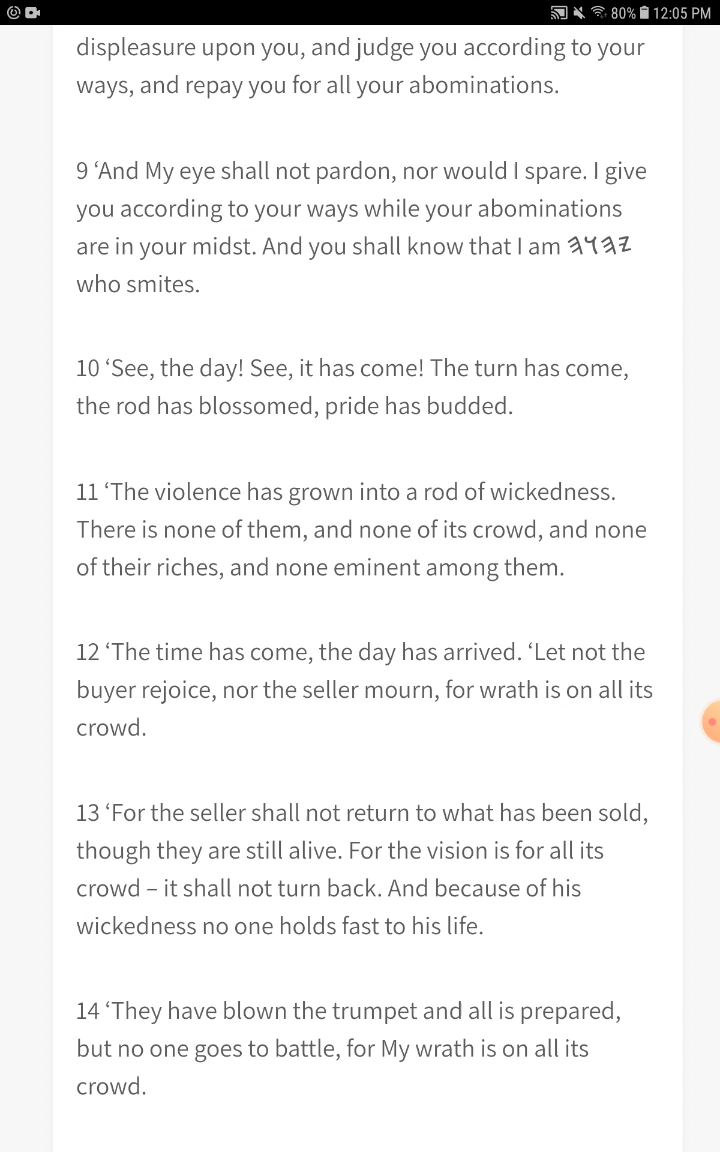 80% 12:05 PM
displeasure upon you, and judge you according to your
ways, and repay you for all your abominations.
9 ‘And My eye shall not pardon, nor would I spare. I give
you according to your ways while your abominations
are in your midst. And you shall know that I am 𐤉𐤄𐤅𐤄
who smites.
10 ‘See, the day! See, it has come! The turn has come,
the rod has blossomed, pride has budded.
11 ‘The violence has grown into a rod of wickedness.
There is none of them, and none of its crowd, and none
of their riches, and none eminent among them.
12 ‘The time has come, the day has arrived. ‘Let not the
buyer rejoice, nor the seller mourn, for wrath is on all its
crowd.
13 ‘For the seller shall not return to what has been sold,
though they are still alive. For the vision is for all its
crowd – it shall not turn back. And because of his
wickedness no one holds fast to his life.
14 ‘They have blown the trumpet and all is prepared,
but no one goes to battle, for My wrath is on all its
crowd.